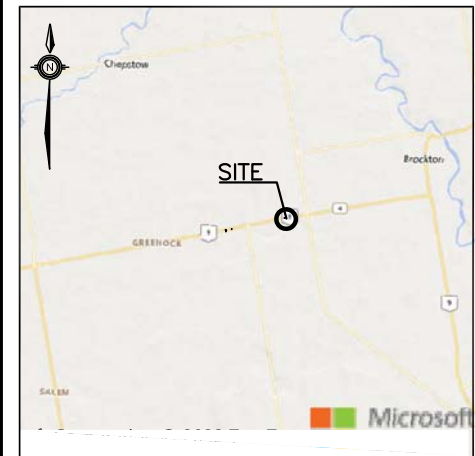 N
Chepstow
Brockton
SITE
4
9
GREENOCK
9
SALEM
Microsoft